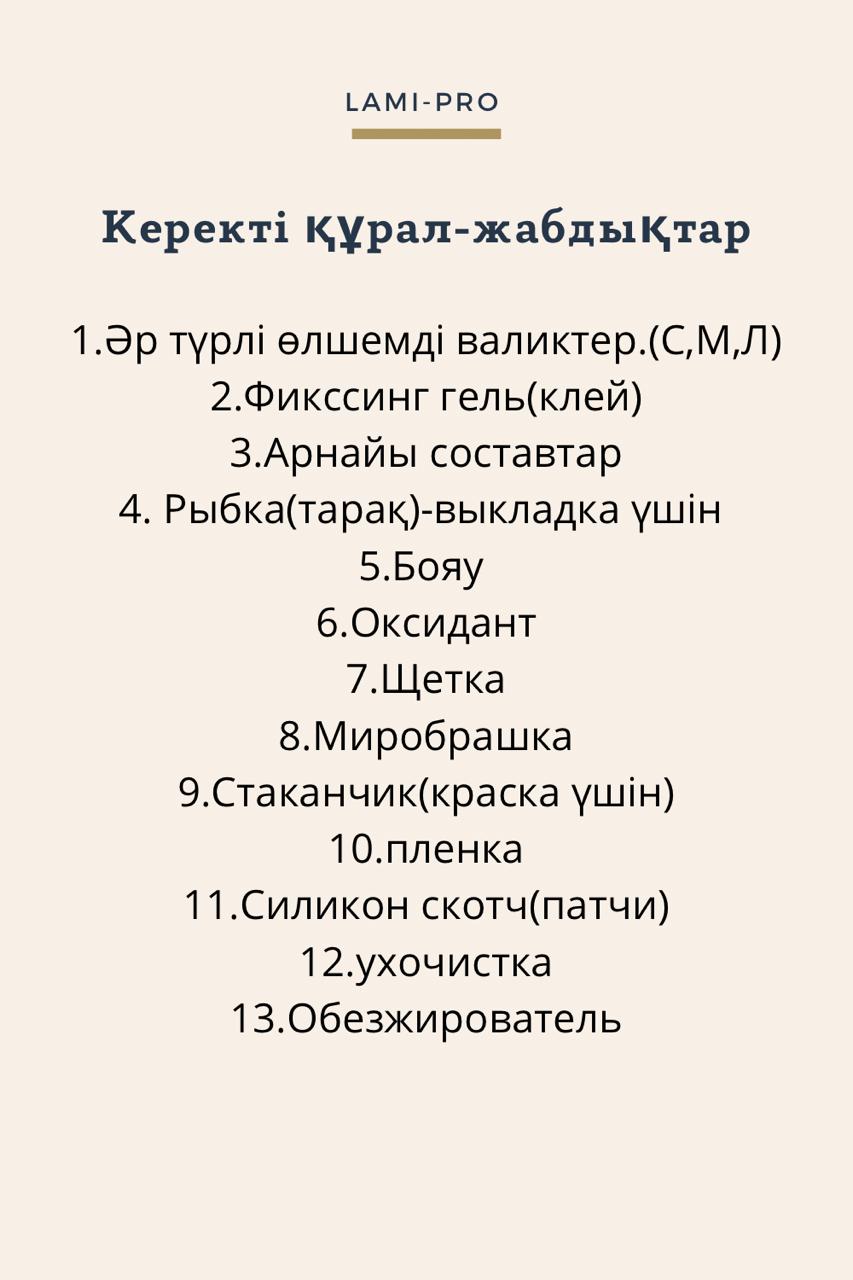 LAMI-PRO
Керекті құрал-жабдықтар
1.Әр түрлі өлшемді валиктер.(С,М,Л)
2.Фикссинг гель(клей)
3.Арнайы составтар
4. Рыбка(тарақ)-выкладка үшін
5.Бояу
6.Оксидант
7.Щетка
8.Миробрашка
9.Стаканчик(краска үшін)
10.пленка
11.Силикон скотч(патчи)
12.ухочистка
13.Обезжирователь